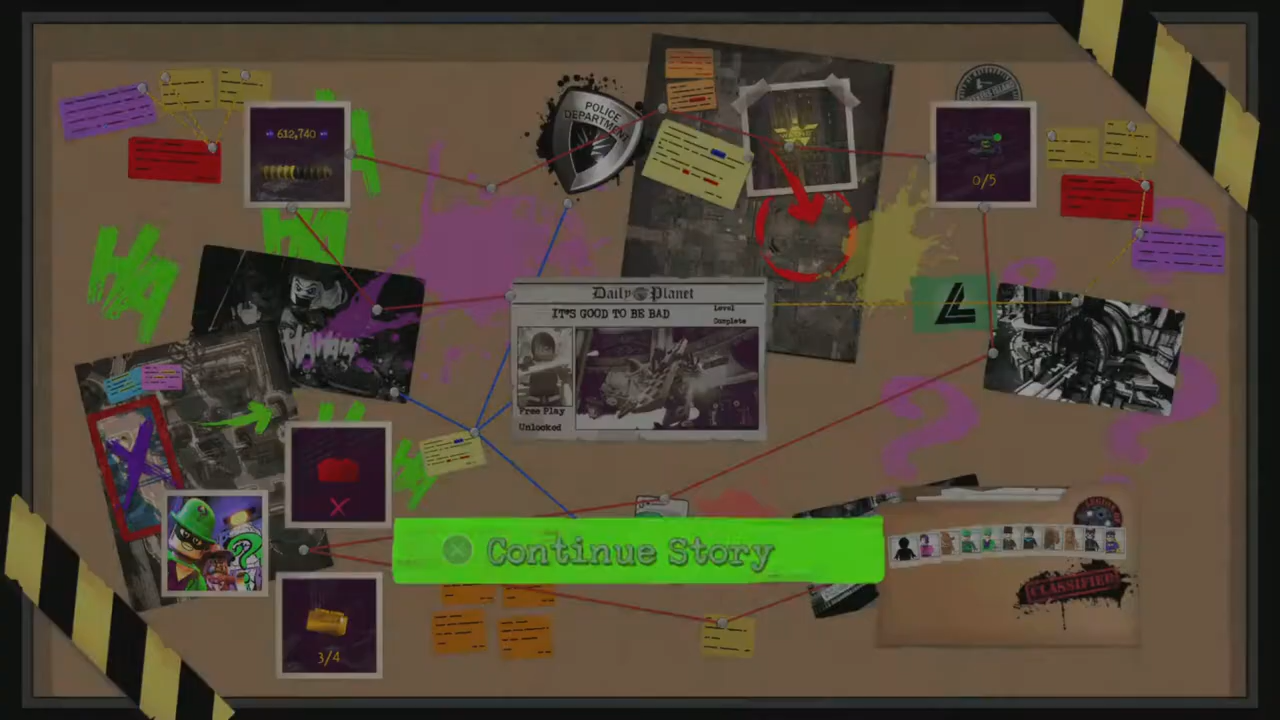 612,740
POLICE
DEPARTMENT
0/5
Daily Planet
IT'S GOOD TO BE BAD
Level
Complete
Free Play
Unlocked
Continue Story
3/4
CLASSIFIED